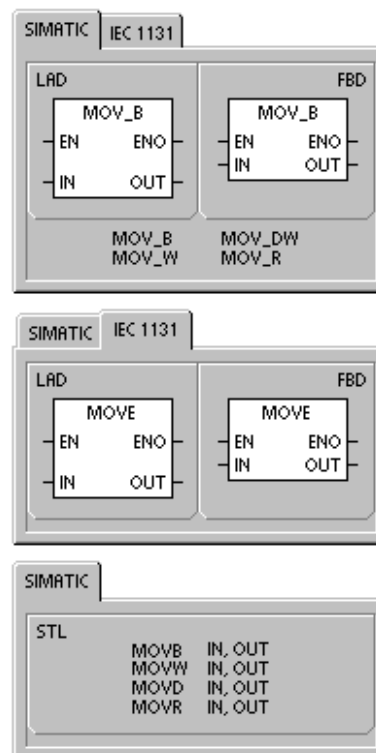 SIMATIC IEC 1131
LAD FBD
MOV_B MOV_B
EN ENO EN ENO
IN OUT IN OUT
MOV_B MOV_DW
MOV_W MOV_R
SIMATIC IEC 1131
LAD FBD
MOVE MOVE
EN ENO EN ENO
IN OUT IN OUT
SIMATIC
STL
MOVB IN, OUT
MOVW IN, OUT
MOVD IN, OUT
MOVR IN, OUT